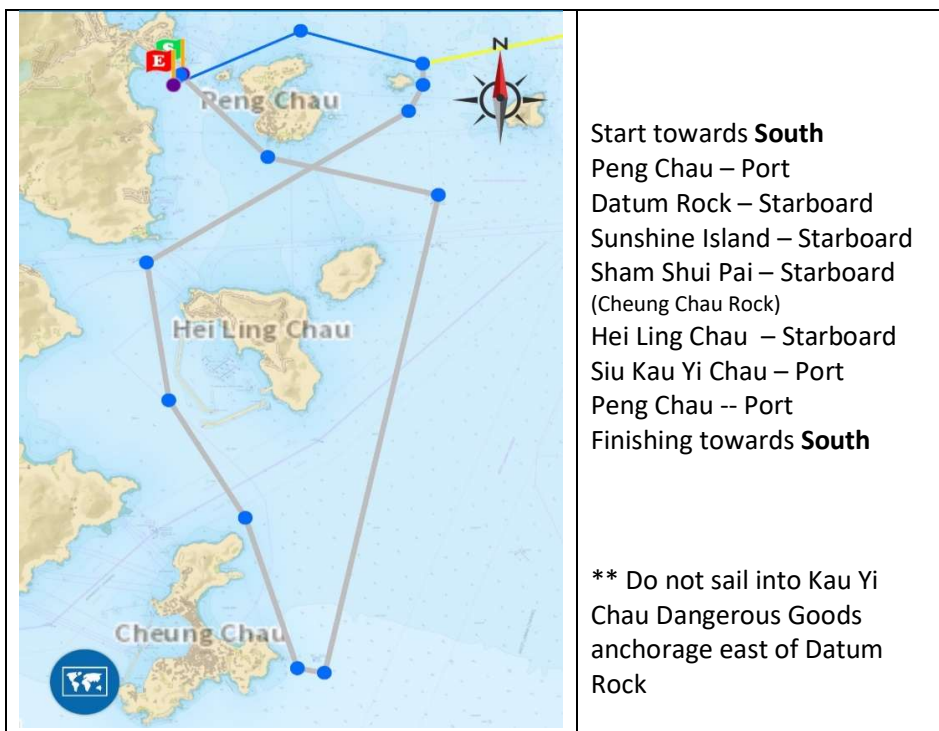 N
S
E
Peng Chau
Hei Ling Chau
Cheung Chau
Start towards South
Peng Chau – Port
Datum Rock – Starboard
Sunshine Island – Starboard
Sham Shui Pai – Starboard
(Cheung Chau Rock)
Hei Ling Chau – Starboard
Siu Kau Yi Chau – Port
Peng Chau -- Port
Finishing towards South
** Do not sail into Kau Yi
Chau Dangerous Goods
anchorage east of Datum
Rock